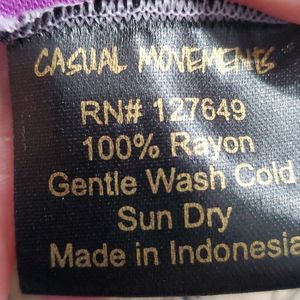 CASUAL MOVEMENTS
RN# 127649
100% Rayon
Gentle Wash Cold
Sun Dry
Made in Indonesia